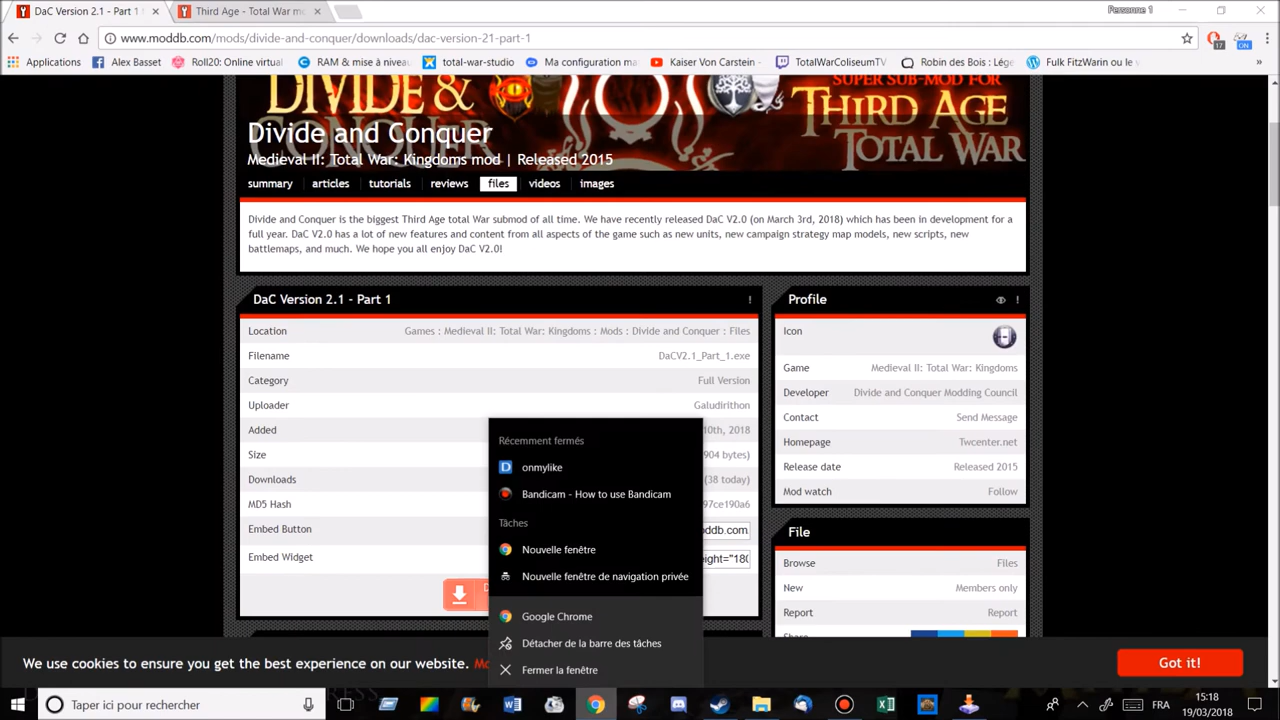 DaC Version 2.1 - Part 1
Third Age - Total War mo
Personne 1
www.moddb.com/mods/divide-and-conquer/downloads/dac-version-21-part-1
17
ON
Applications
Alex Basset
Roll20: Online virtual
RAM & mise à niveau
total-war-studio
Ma configuration ma
Kaiser Von Carstein -
TotalWarColiseumTV
Robin des Bois : Lége
Fulk FitzWarin ou le v
»
DIVIDE &
CONQUER
SUPER SUB-MOD FOR
THIRD AGE
TOTAL WAR
Divide and Conquer
Medieval II: Total War: Kingdoms mod | Released 2015
summary
articles
tutorials
reviews
files
videos
images
Divide and Conquer is the biggest Third Age total War submod of all time. We have recently released DaC V2.0 (on March 3rd, 2018) which has been in development for a
full year. DaC V2.0 has a lot of new features and content from all aspects of the game such as new units, new campaign strategy map models, new scripts, new
battlemaps, and much. We hope you all enjoy DaC V2.0!
DaC Version 2.1 - Part 1
Location
Games : Medieval II: Total War: Kingdoms : Mods : Divide and Conquer : Files
Filename
DaCV2.1_Part_1.exe
Category
Full Version
Uploader
Galudirithon
Added
10th, 2018
Size
904 bytes)
Downloads
(38 today)
MD5 Hash
97ce190a6
Embed Button
oddb.com
Embed Widget
eight="180
Profile
Icon
Game
Medieval II: Total War: Kingdoms
Developer
Divide and Conquer Modding Council
Contact
Send Message
Homepage
Twcenter.net
Release date
Released 2015
Mod watch
Follow
File
Browse
Files
New
Members only
Report
Report
Share
Récemment fermés
onmylike
Bandicam - How to use Bandicam
Tâches
Nouvelle fenêtre
Nouvelle fenêtre de navigation privée
Google Chrome
Détacher de la barre des tâches
Fermer la fenêtre
We use cookies to ensure you get the best experience on our website.
Got it!
Taper ici pour rechercher
FRA
15:18
19/03/2018